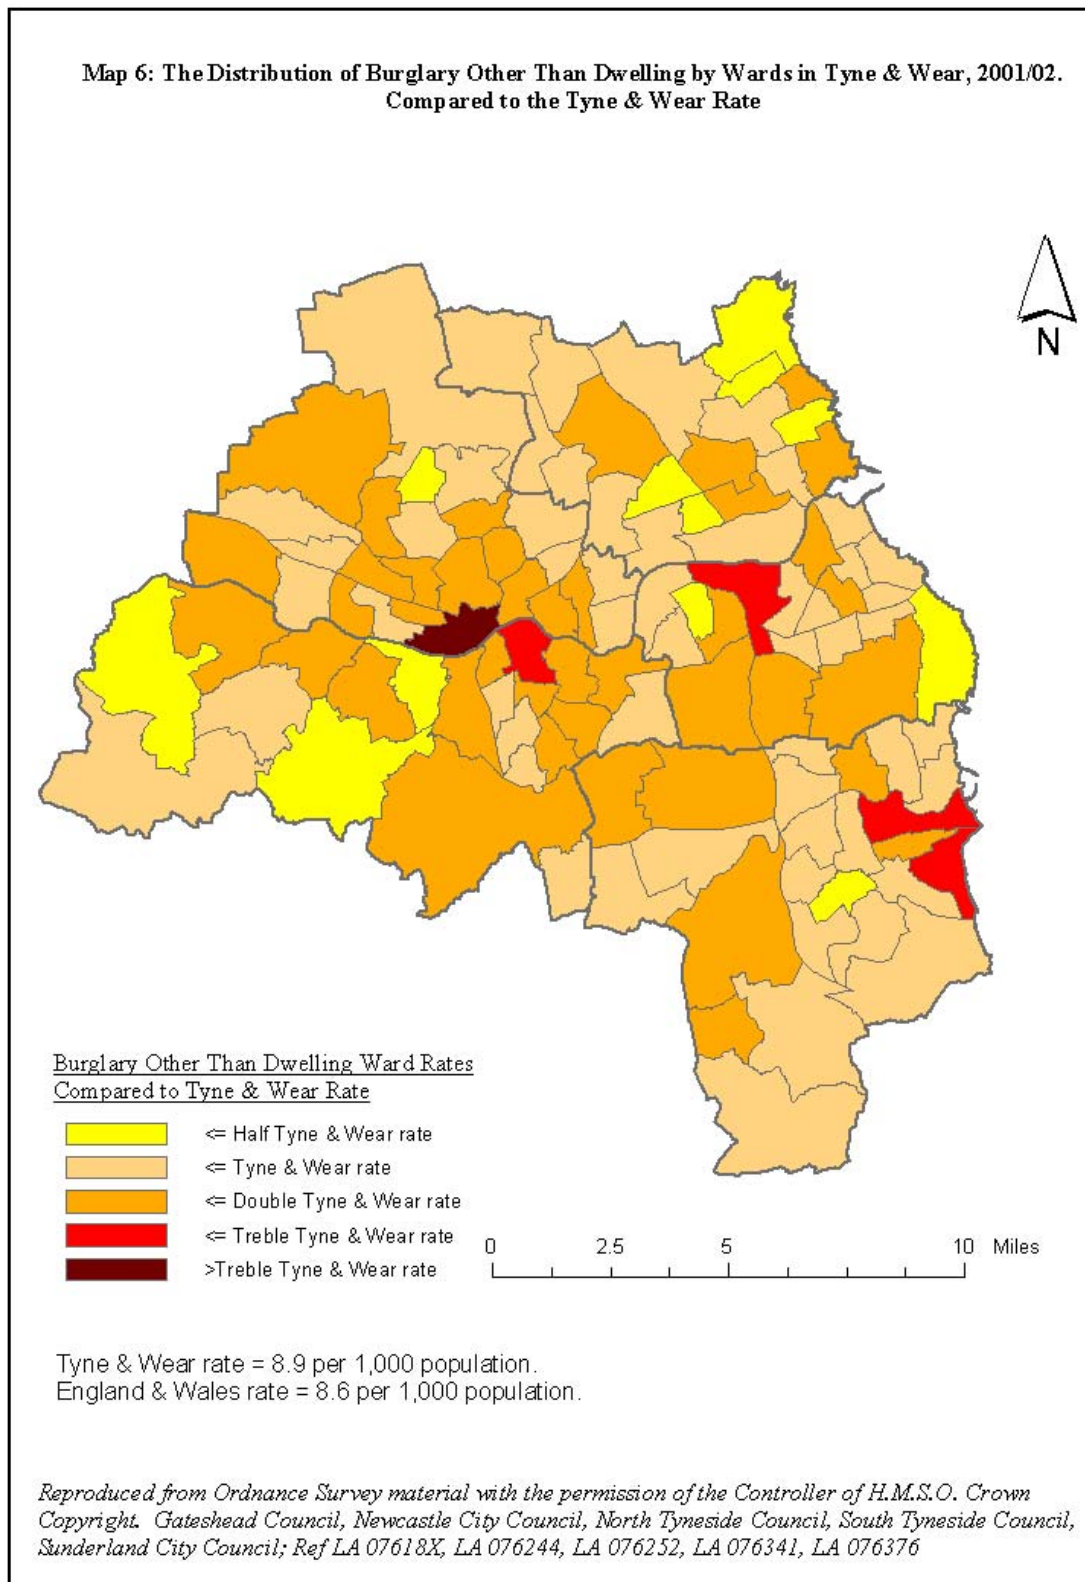 Map 6: The Distribution of Burglary Other Than Dwelling by Wards in Tyne & Wear, 2001/02.
Compared to the Tyne & Wear Rate
N
Burglary Other Than Dwelling Ward Rates
Compared to Tyne & Wear Rate
<= Half Tyne & Wear rate
<= Tyne & Wear rate
<= Double Tyne & Wear rate
<= Treble Tyne & Wear rate
>Treble Tyne & Wear rate
0 2.5 5 10 Miles
Tyne & Wear rate = 8.9 per 1,000 population.
England & Wales rate = 8.6 per 1,000 population.
Reproduced from Ordnance Survey material with the permission of the Controller of H.M.S.O. Crown
Copyright. Gateshead Council, Newcastle City Council, North Tyneside Council, South Tyneside Council,
Sunderland City Council; Ref LA 07618X, LA 076244, LA 076252, LA 076341, LA 076376